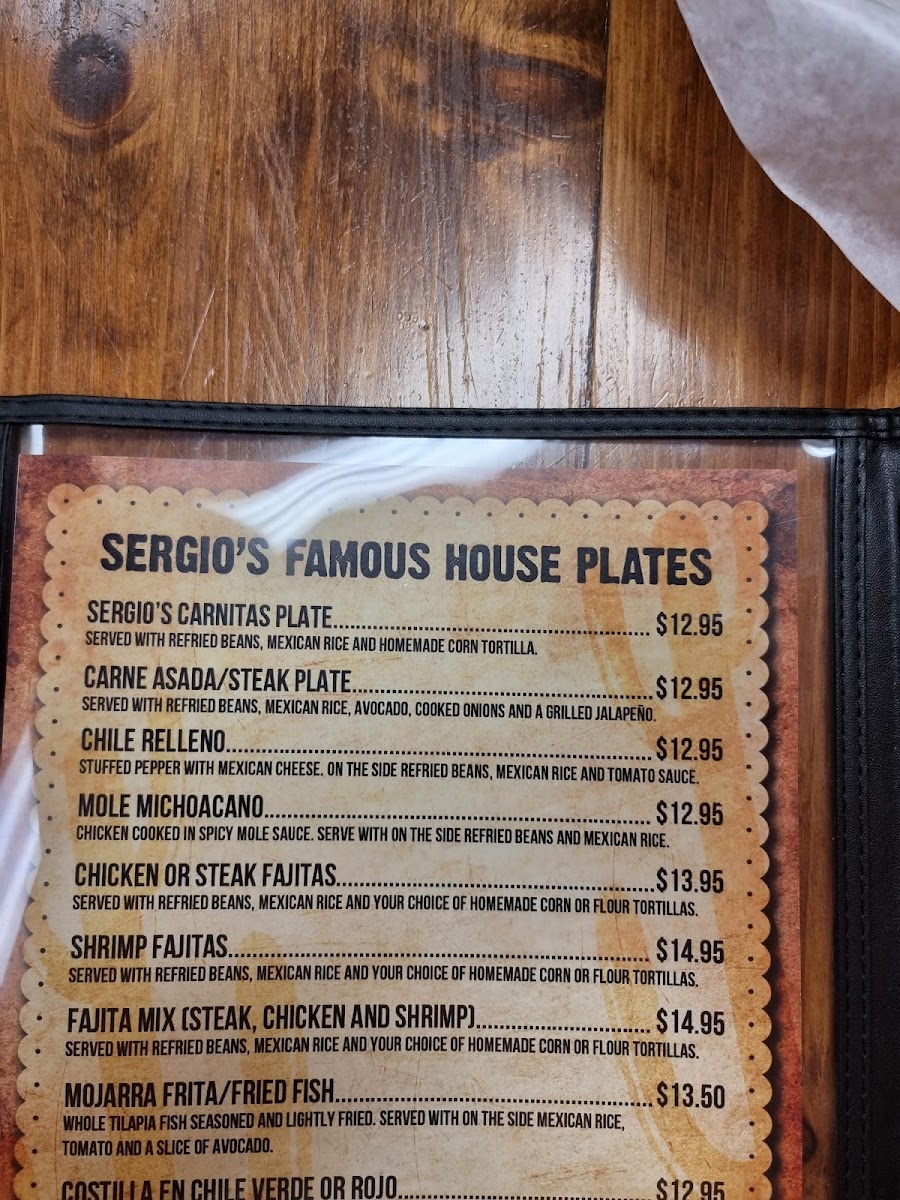 SERGIO'S FAMOUS HOUSE PLATES
SERGIO'S CARNITAS PLATE................................................ $12.95
SERVED WITH REFRIED BEANS, MEXICAN RICE AND HOMEMADE CORN TORTILLA.
CARNE ASADA/STEAK PLATE.............................................$12.95
SERVED WITH REFRIED BEANS, MEXICAN RICE, AVOCADO, COOKED ONIONS AND A GRILLED JALAPEÑO.
CHILE RELLENO................................................................ $12.95
STUFFED PEPPER WITH MEXICAN CHEESE. ON THE SIDE REFRIED BEANS, MEXICAN RICE AND TOMATO SAUCE.
MOLE MICHOACANO.......................................................... $12.95
CHICKEN COOKED IN SPICY MOLE SAUCE. SERVE WITH ON THE SIDE REFRIED BEANS AND MEXICAN RICE.
CHICKEN OR STEAK FAJITAS...............................................$13.95
SERVED WITH REFRIED BEANS, MEXICAN RICE AND YOUR CHOICE OF HOMEMADE CORN OR FLOUR TORTILLAS.
SHRIMP FAJITAS............................................................... $14.95
SERVED WITH REFRIED BEANS, MEXICAN RICE AND YOUR CHOICE OF HOMEMADE CORN OR FLOUR TORTILLAS.
FAJITA MIX (STEAK, CHICKEN AND SHRIMP).......................... $14.95
SERVED WITH REFRIED BEANS, MEXICAN RICE AND YOUR CHOICE OF HOMEMADE CORN OR FLOUR TORTILLAS.
MOJARRA FRITA/FRIED FISH...............................................$13.50
WHOLE TILAPIA FISH SEASONED AND LIGHTLY FRIED. SERVED WITH ON THE SIDE MEXICAN RICE,
TOMATO AND A SLICE OF AVOCADO.
COSTILLA EN CHILE VERDE OR ROJO..................................... $12.95